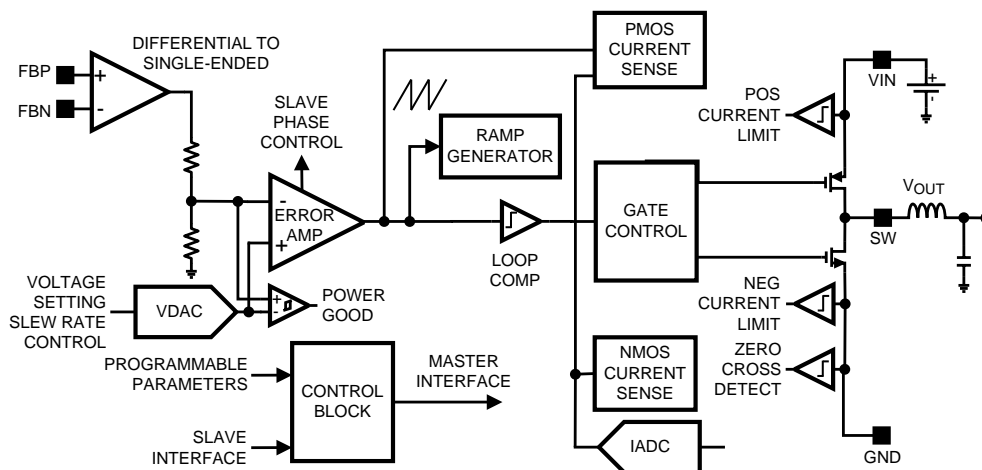 DIFFERENTIAL TO
SINGLE-ENDED
FBP
+
FBN
-
SLAVE
PHASE
CONTROL
RAMP
GENERATOR
PMOS
CURRENT
SENSE
POS
CURRENT
LIMIT
VIN
+
-
-
ERROR
AMP
+
LOOP
COMP
GATE
CONTROL
VOUT
SW
VOLTAGE
SETTING
SLEW RATE
CONTROL
VDAC
+
-
POWER
GOOD
NEG
CURRENT
LIMIT
ZERO
CROSS
DETECT
PROGRAMMABLE
PARAMETERS
CONTROL
BLOCK
MASTER
INTERFACE
SLAVE
INTERFACE
NMOS
CURRENT
SENSE
IADC
GND